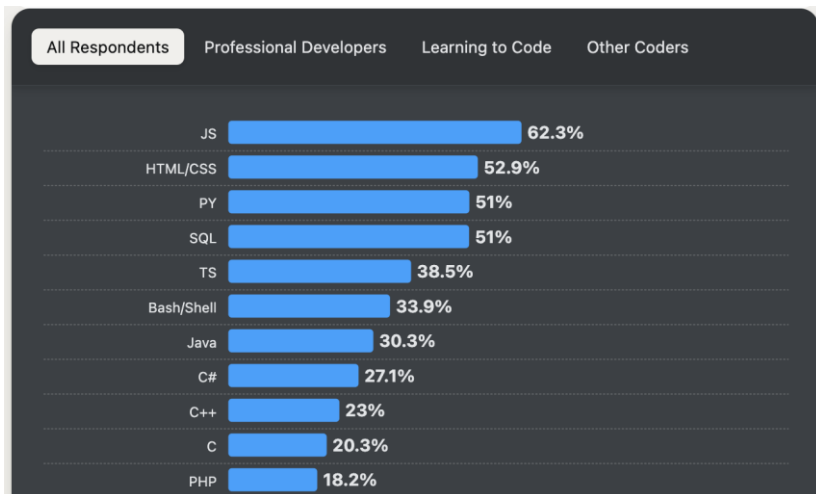 All Respondents Professional Developers Learning to Code Other Coders
JS 62.3%
HTML/CSS 52.9%
PY 51%
SQL 51%
TS 38.5%
Bash/Shell 33.9%
Java 30.3%
C# 27.1%
C++ 23%
C 20.3%
PHP 18.2%